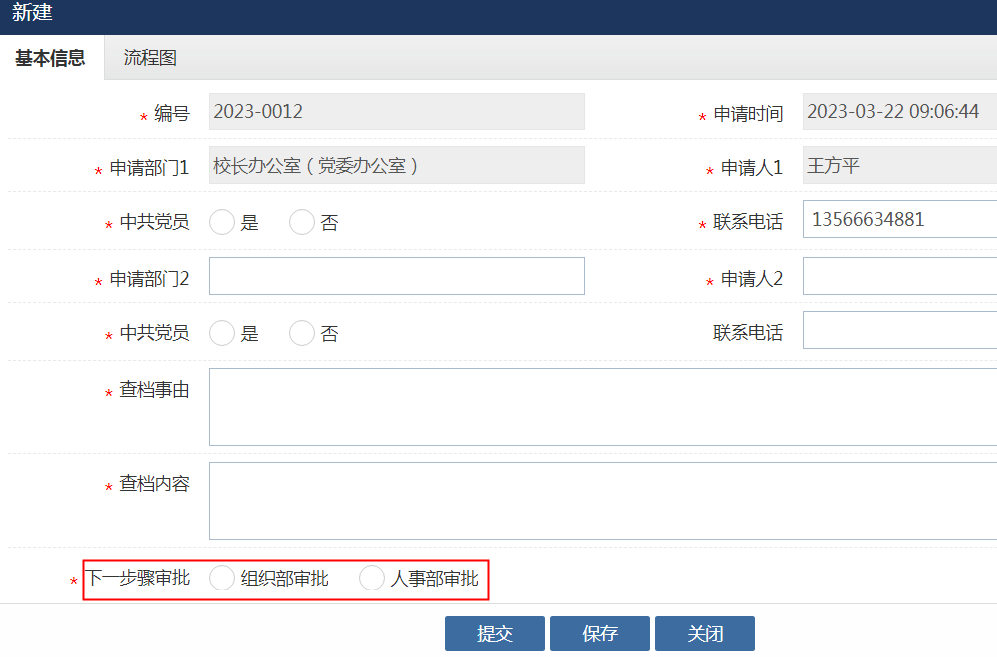 新建
基本信息 流程图
* 编号 2023-0012 * 申请时间 2023-03-22 09:06:44
* 申请部门1 校长办公室（党委办公室） * 申请人1 王方平
* 中共党员 是 否 * 联系电话 13566634881
* 申请部门2 * 申请人2
* 中共党员 是 否 联系电话
* 查档事由
* 查档内容
* 下一步骤审批 组织部审批 人事部审批
提交 保存 关闭